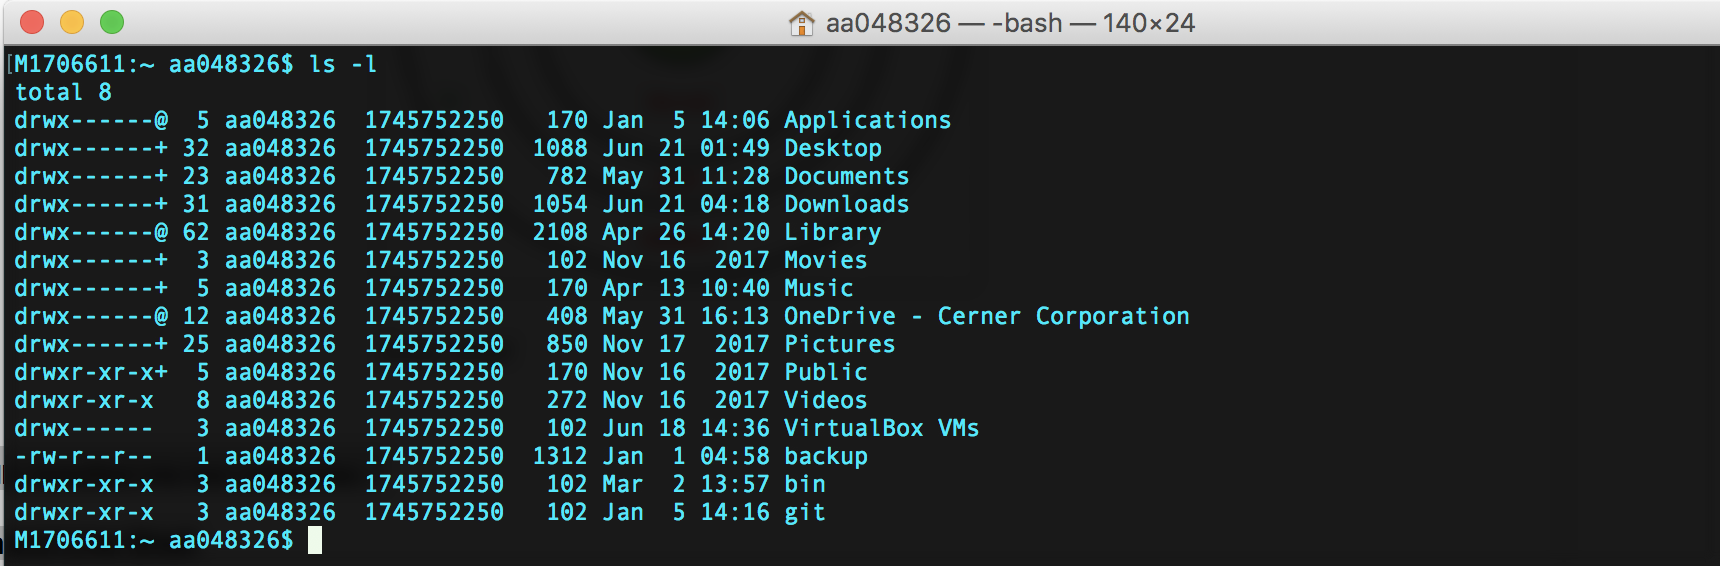 aa048326 — -bash — 140×24
[M1706611:~ aa048326$ ls -l
total 8
drwx------@  5 aa048326  1745752250   170 Jan  5 14:06 Applications
drwx------+ 32 aa048326  1745752250  1088 Jun 21 01:49 Desktop
drwx------+ 23 aa048326  1745752250   782 May 31 11:28 Documents
drwx------+ 31 aa048326  1745752250  1054 Jun 21 04:18 Downloads
drwx------@ 62 aa048326  1745752250  2108 Apr 26 14:20 Library
drwx------+  3 aa048326  1745752250   102 Nov 16  2017 Movies
drwx------+  5 aa048326  1745752250   170 Apr 13 10:40 Music
drwx------@ 12 aa048326  1745752250   408 May 31 16:13 OneDrive - Cerner Corporation
drwx------+ 25 aa048326  1745752250   850 Nov 17  2017 Pictures
drwxr-xr-x+  5 aa048326  1745752250   170 Nov 16  2017 Public
drwxr-xr-x   8 aa048326  1745752250   272 Nov 16  2017 Videos
drwx------   3 aa048326  1745752250   102 Jun 18 14:36 VirtualBox VMs
-rw-r--r--   1 aa048326  1745752250  1312 Jan  1 04:58 backup
drwxr-xr-x   3 aa048326  1745752250   102 Mar  2 13:57 bin
drwxr-xr-x   3 aa048326  1745752250   102 Jan  5 14:16 git
M1706611:~ aa048326$